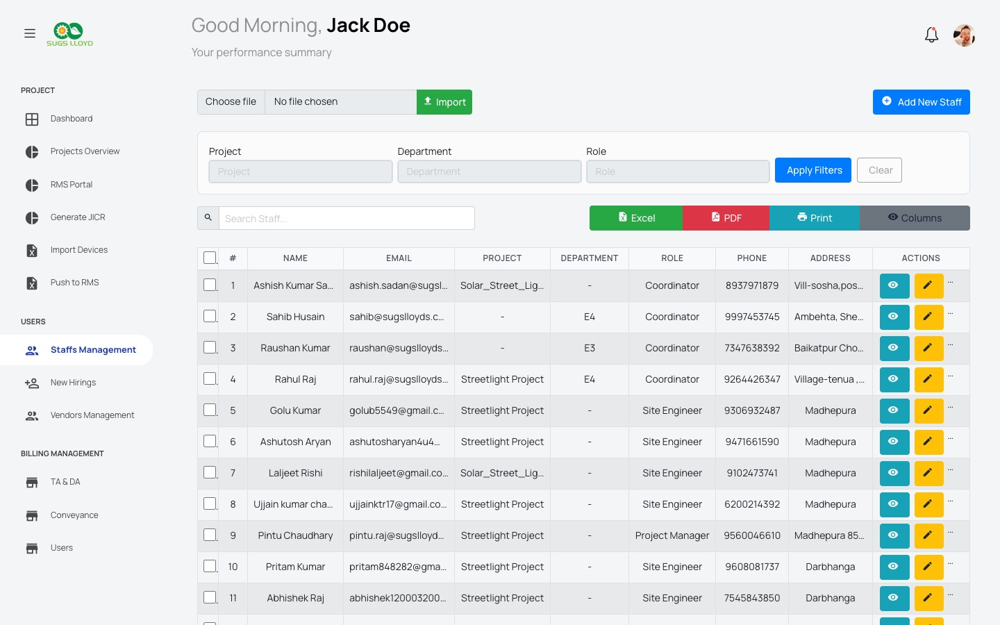 Good Morning, Jack Doe
Your performance summary
SUGS LLOYD
PROJECT
Dashboard
Projects Overview
RMS Portal
Generate JICR
Import Devices
Push to RMS
USERS
Staffs Management
New Hirings
Vendors Management
BILLING MANAGEMENT
TA & DA
Conveyance
Users
Choose file No file chosen Import
Add New Staff
Project Department Role
Project Department Role Apply Filters Clear
Search Staff...
Excel PDF Print Columns
# NAME EMAIL PROJECT DEPARTMENT ROLE PHONE ADDRESS ACTIONS
1 Ashish Kumar Sa... ashish.sadan@sugsl... Solar_Street_Lig... - Coordinator 8937971879 Vill-sosha,pos... ...
2 Sahib Husain sahib@sugslloyds.c... - E4 Coordinator 9997453745 Ambehta, She... ...
3 Raushan Kumar raushan@sugslloyds... - E3 Coordinator 7347638392 Baikatpur Cho... ...
4 Rahul Raj rahul.raj@sugslloyds... Streetlight Project E4 Coordinator 9264426347 Village-tenua ,... ...
5 Golu Kumar golub5549@gmail.c... Streetlight Project - Site Engineer 9306932487 Madhepura ...
6 Ashutosh Aryan ashutosharyan4u4... Streetlight Project - Site Engineer 9471661590 Madhepura ...
7 Laljeet Rishi rishilaljeet@gmail.co... Solar_Street_Lig... - Site Engineer 9102473741 Madhepura ...
8 Ujjain kumar cha... ujjainktr17@gmail.co... Streetlight Project - Site Engineer 6200214392 Madhepura ...
9 Pintu Chaudhary pintu.raj@sugslloyd... Streetlight Project - Project Manager 9560046610 Madhepura 85... ...
10 Pritam Kumar pritam848282@gma... Streetlight Project - Site Engineer 9608081737 Darbhanga ...
11 Abhishek Raj abhishek120003200... Streetlight Project - Site Engineer 7545843850 Darbhanga ...